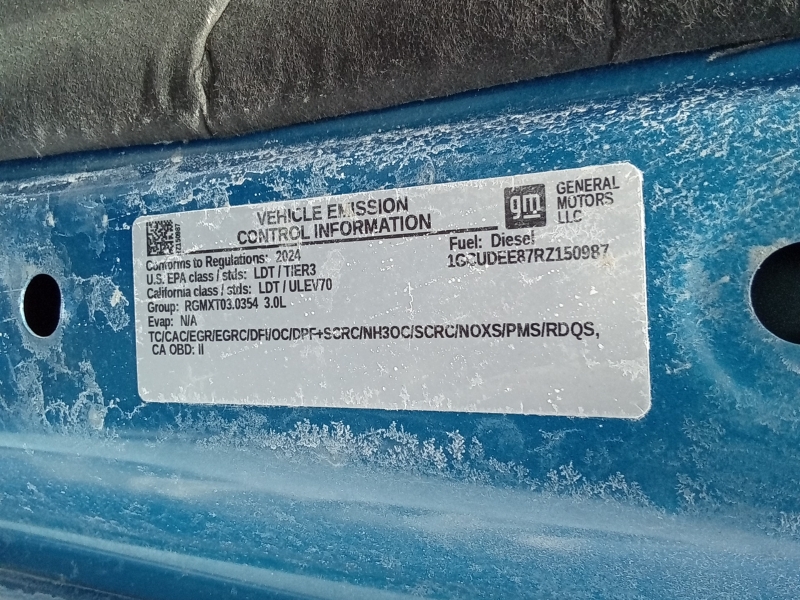 VEHICLE EMISSION
CONTROL INFORMATION
gm
GENERAL
MOTORS
LLC
RZ150987
Conforms to Regulations: 2024
U.S. EPA class / stds: LDT / TIER3
California class / stds: LDT / ULEV70
Group: RGMXT03.0354 3.0L
Evap: N/A
Fuel: Diesel
1GCUDEE87RZ150987
TC/CAC/EGR/EGRC/DFI/OC/DPF+SCRC/NH3OC/SCRC/NOXS/PMS/RDQS,
CA OBD: II